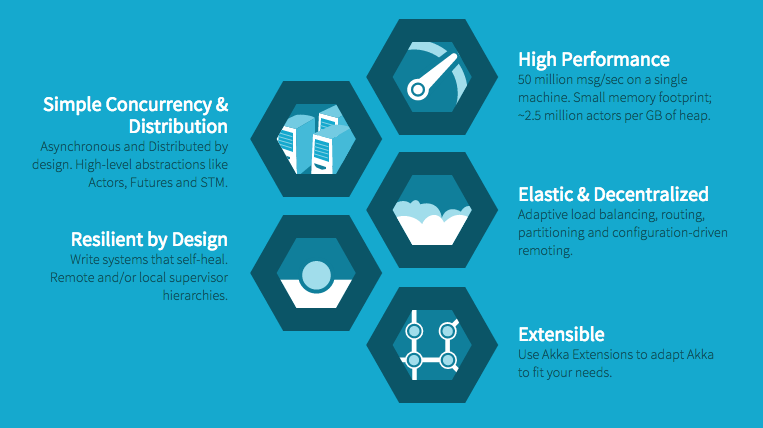 Simple Concurrency &
Distribution
Asynchronous and Distributed by
design. High-level abstractions like
Actors, Futures and STM.
Resilient by Design
Write systems that self-heal.
Remote and/or local supervisor
hierarchies.
High Performance
50 million msg/sec on a single
machine. Small memory footprint;
~2.5 million actors per GB of heap.
Elastic & Decentralized
Adaptive load balancing, routing,
partitioning and configuration-driven
remoting.
Extensible
Use Akka Extensions to adapt Akka
to fit your needs.